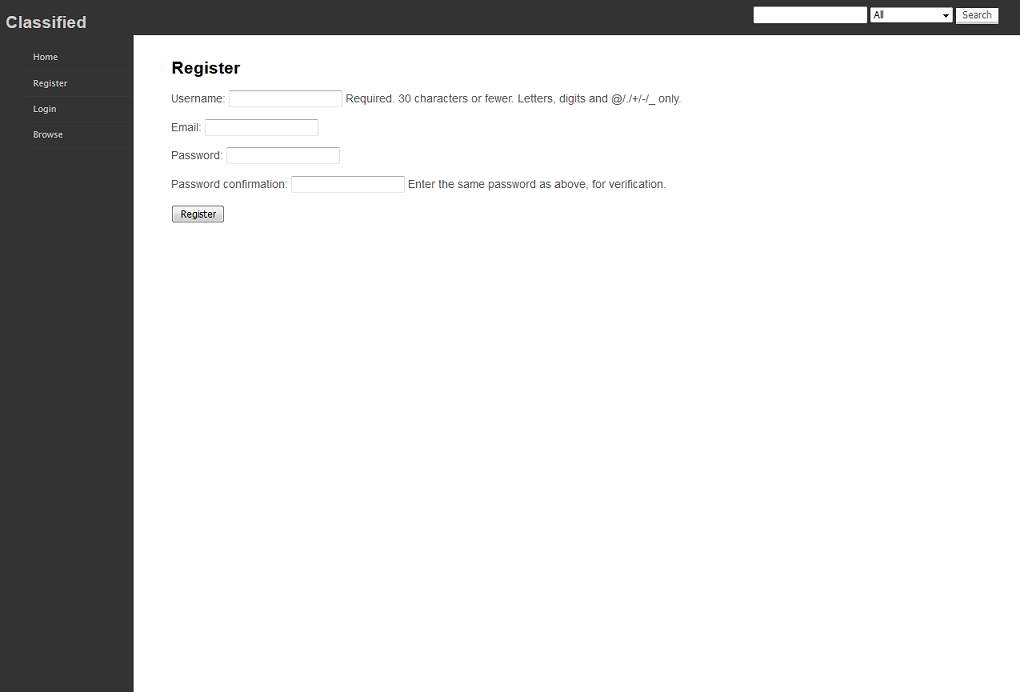 Classified
All Search
Home
Register
Login
Browse
Register
Username: Required. 30 characters or fewer. Letters, digits and @/./+/-/_ only.
Email:
Password:
Password confirmation: Enter the same password as above, for verification.
Register